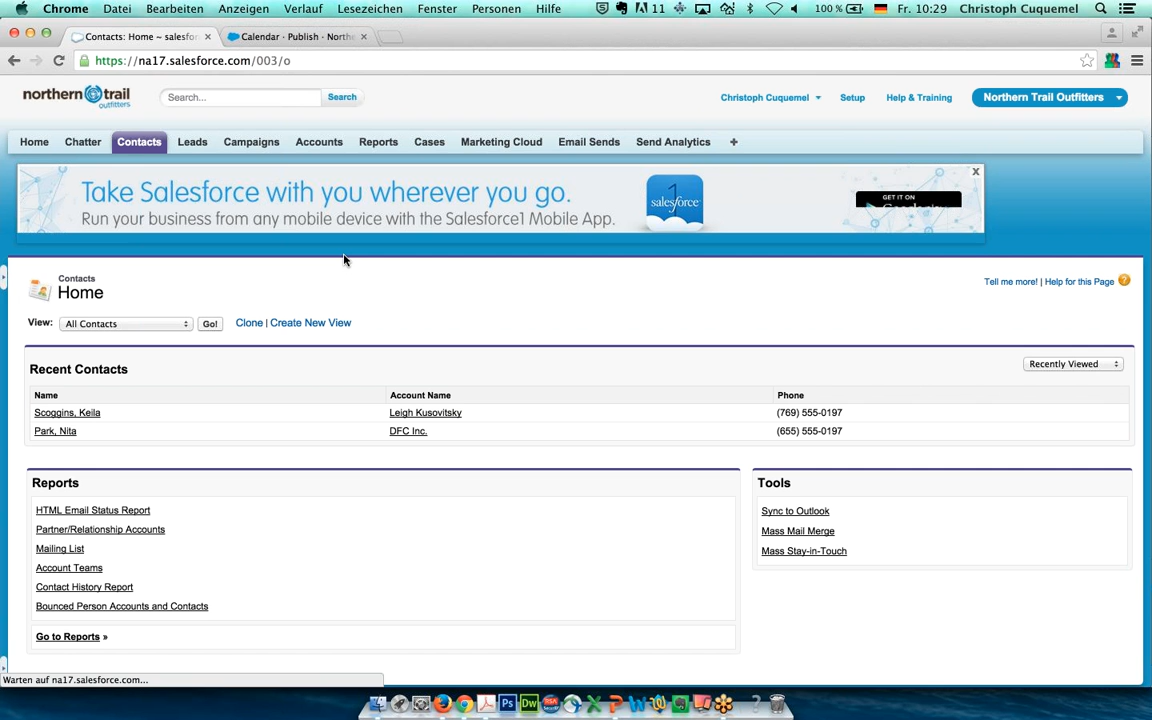 Chrome Datei Bearbeiten Anzeigen Verlauf Lesezeichen Fenster Personen Hilfe 11 100 % Fr. 10:29 Christoph Cuquemel
Contacts: Home ~ salesfor Calendar · Publish · Northe
https://na17.salesforce.com/003/o
northern trail outfitters Search... Search Christoph Cuquemel Setup Help & Training Northern Trail Outfitters
Home Chatter Contacts Leads Campaigns Accounts Reports Cases Marketing Cloud Email Sends Send Analytics +
Take Salesforce with you wherever you go.
Run your business from any mobile device with the Salesforce1 Mobile App.
1 salesforce
GET IT ON
x
Contacts
Home
Tell me more! | Help for this Page ?
View: All Contacts Go! Clone | Create New View
Recent Contacts Recently Viewed
Name Account Name Phone
Scoggins, Keila Leigh Kusovitsky (769) 555-0197
Park, Nita DFC Inc. (655) 555-0197
Reports
HTML Email Status Report
Partner/Relationship Accounts
Mailing List
Account Teams
Contact History Report
Bounced Person Accounts and Contacts
Go to Reports »
Tools
Sync to Outlook
Mass Mail Merge
Mass Stay-in-Touch
Warten auf na17.salesforce.com...
Ps Dw